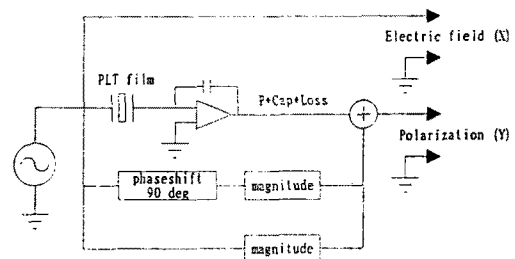 Electric field (X)
PLT film
P+Cap+Loss
Polarization (Y)
phaseshift
90 deg
magnitude
magnitude